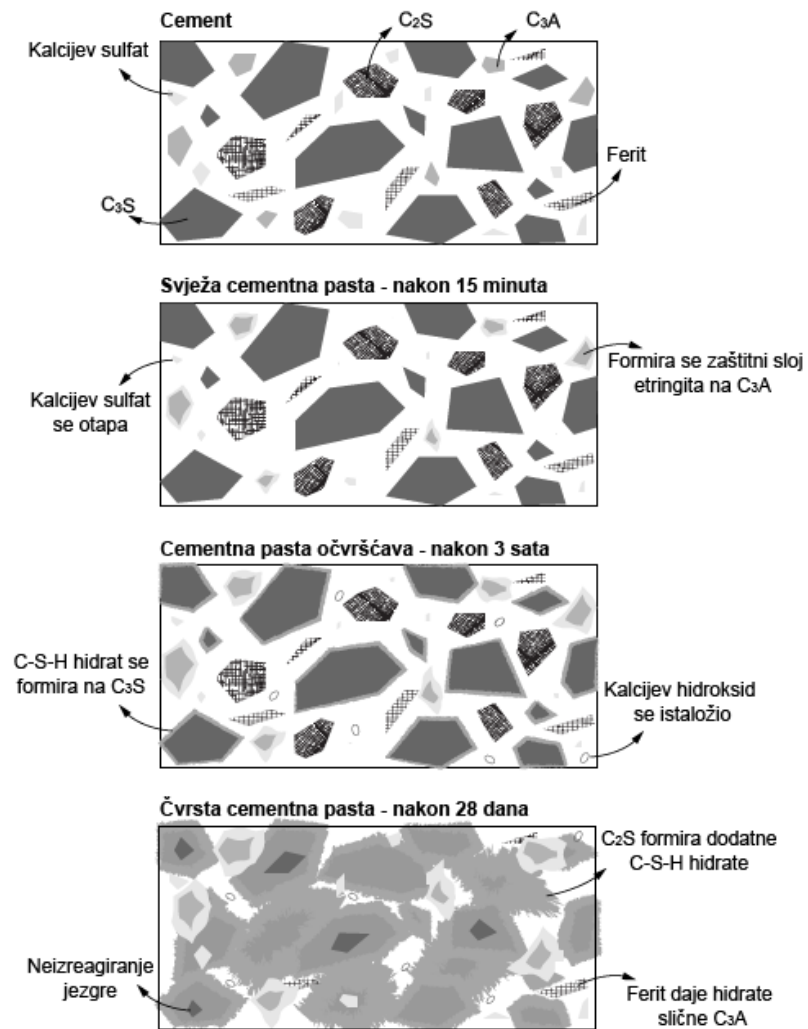 Cement
C₂S
C₃A
Kalcijev sulfat
Ferit
C₃S
Svježa cementna pasta - nakon 15 minuta
Formira se zaštitni sloj
etringita na C₃A
Kalcijev sulfat
se otapa
Cementna pasta očvršćava - nakon 3 sata
C-S-H hidrat se
formira na C₃S
Kalcijev hidroksid
se istaložio
Čvrsta cementna pasta - nakon 28 dana
C₂S formira dodatne
C-S-H hidrate
Neizreagiranje
jezgre
Ferit daje hidrate
slične C₃A